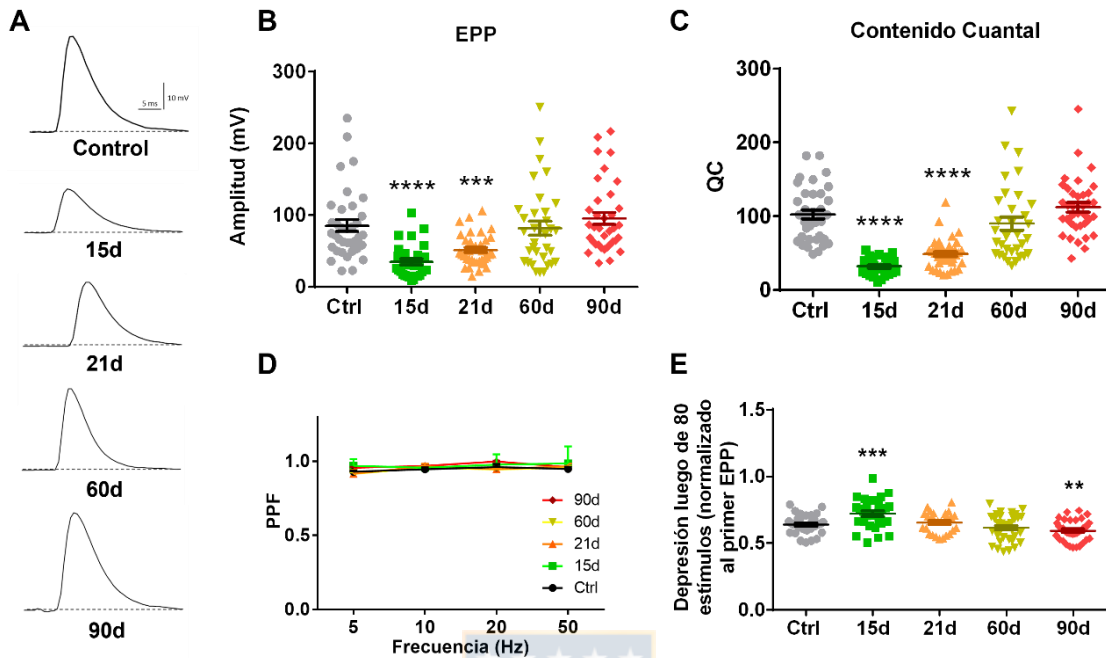 A
5 ms
10 mV
Control
15d
21d
60d
90d
B
EPP
Amplitud (mV)
300
200
100
0
****
***
Ctrl
15d
21d
60d
90d
C
Contenido Cuantal
QC
300
200
100
0
****
****
Ctrl
15d
21d
60d
90d
D
PPF
1.0
0.5
0.0
90d
60d
21d
15d
Ctrl
5
10
20
50
Frecuencia (Hz)
E
Depresión luego de 80
estímulos (normalizado
al primer EPP)
1.5
1.0
0.5
0.0
***
**
Ctrl
15d
21d
60d
90d